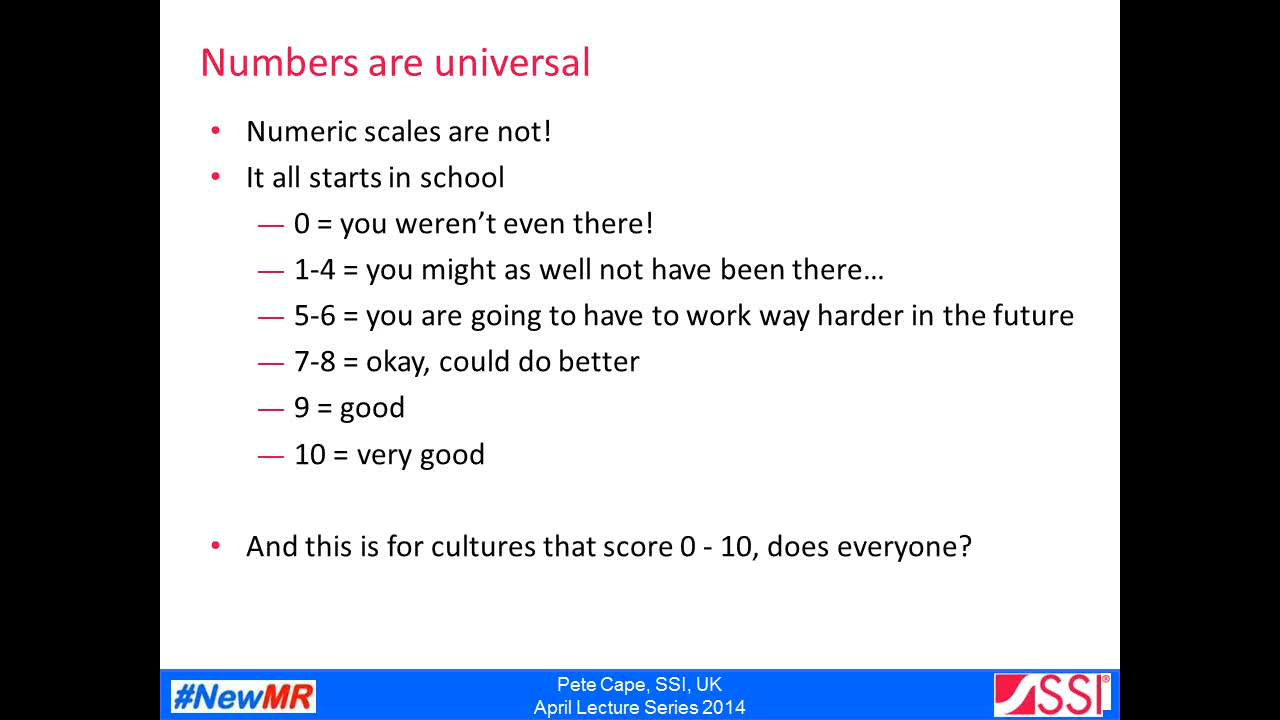 Numbers are universal
• Numeric scales are not!
• It all starts in school
— 0 = you weren’t even there!
— 1-4 = you might as well not have been there…
— 5-6 = you are going to have to work way harder in the future
— 7-8 = okay, could do better
— 9 = good
— 10 = very good
• And this is for cultures that score 0 - 10, does everyone?
#NewMR
Pete Cape, SSI, UK
April Lecture Series 2014
SSI®